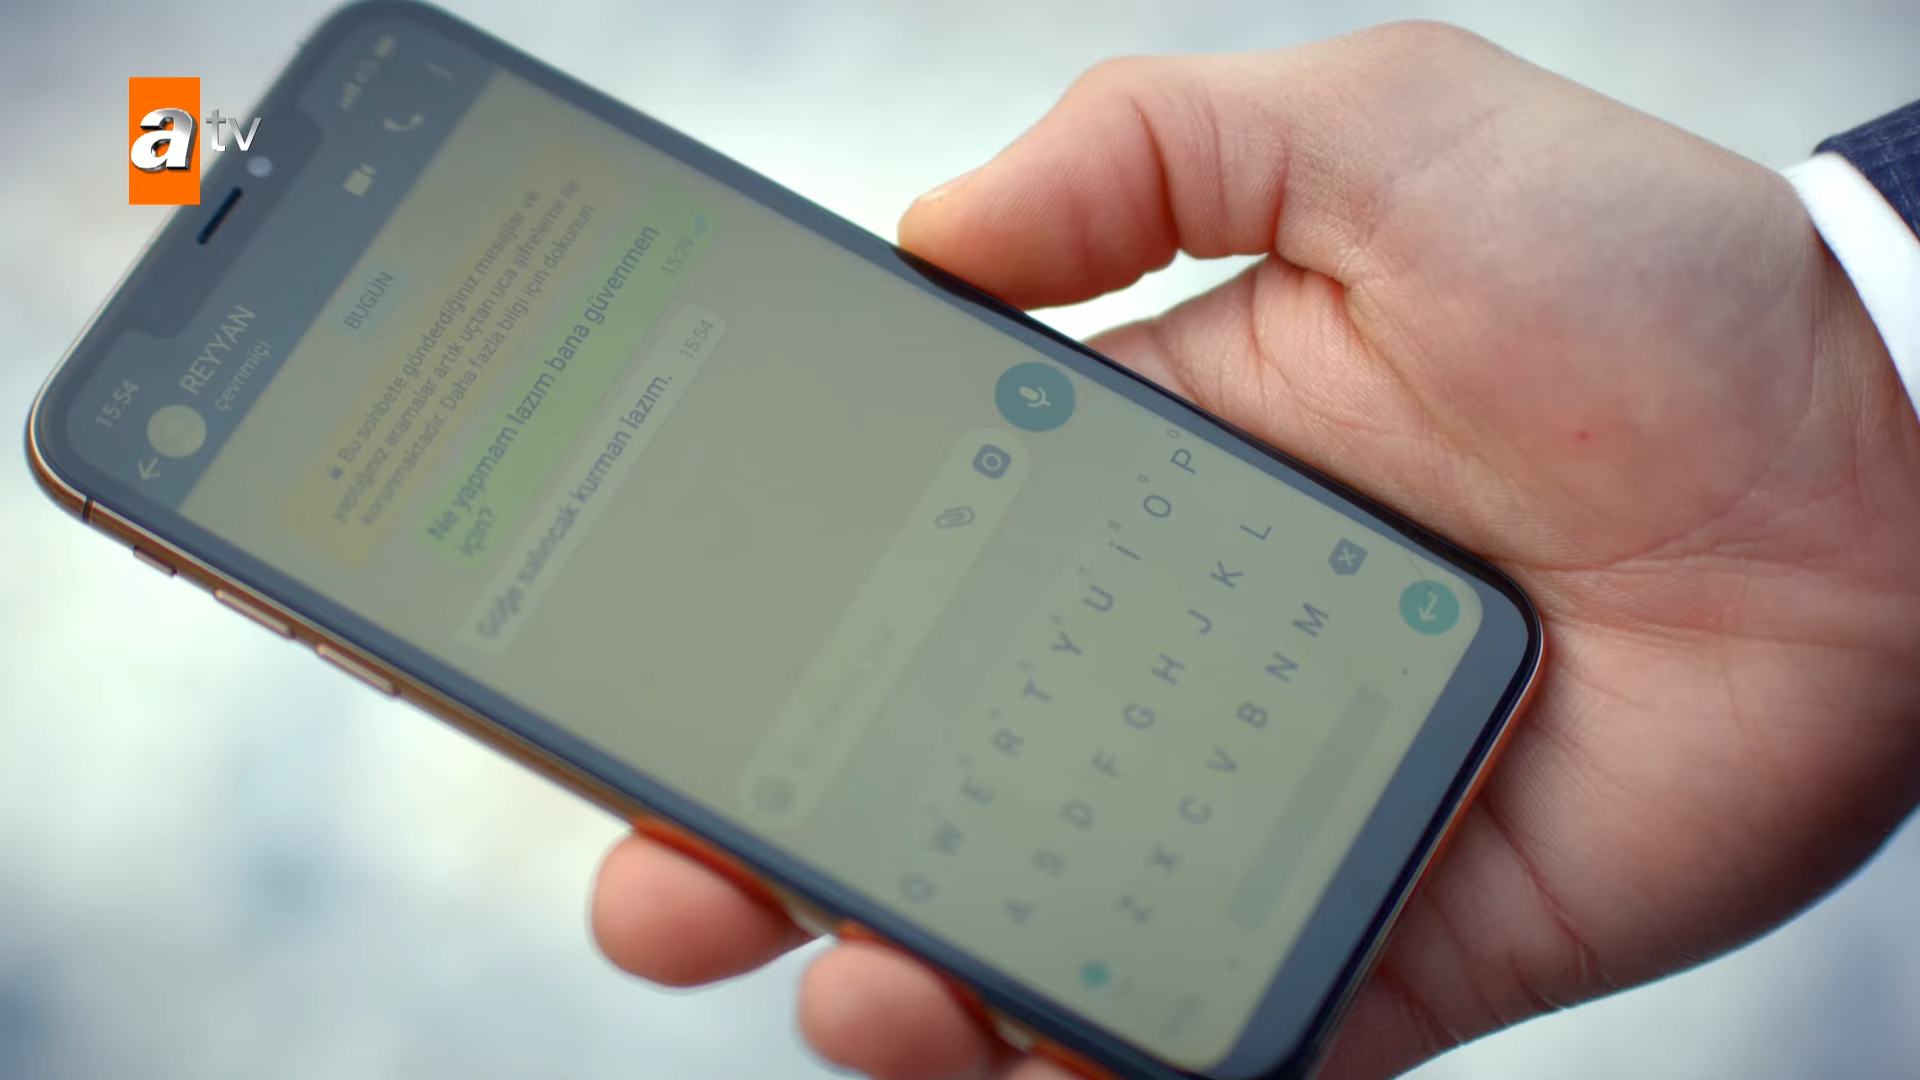 atv
15:54
REYYAN
çevrimiçi
BUGÜN
Bu sohbete gönderdiğiniz mesajlar ve
yaptığınız aramalar artık uçtan uca şifreleme ile
korunmaktadır. Daha fazla bilgi için dokunun
Ne yapmam lazım bana güvenmen
için?
15:29
Göğe salıncak kurman lazım.
15:54
Q W E R T Y U İ O P
A S D F G H J K L
Z X C V B N M